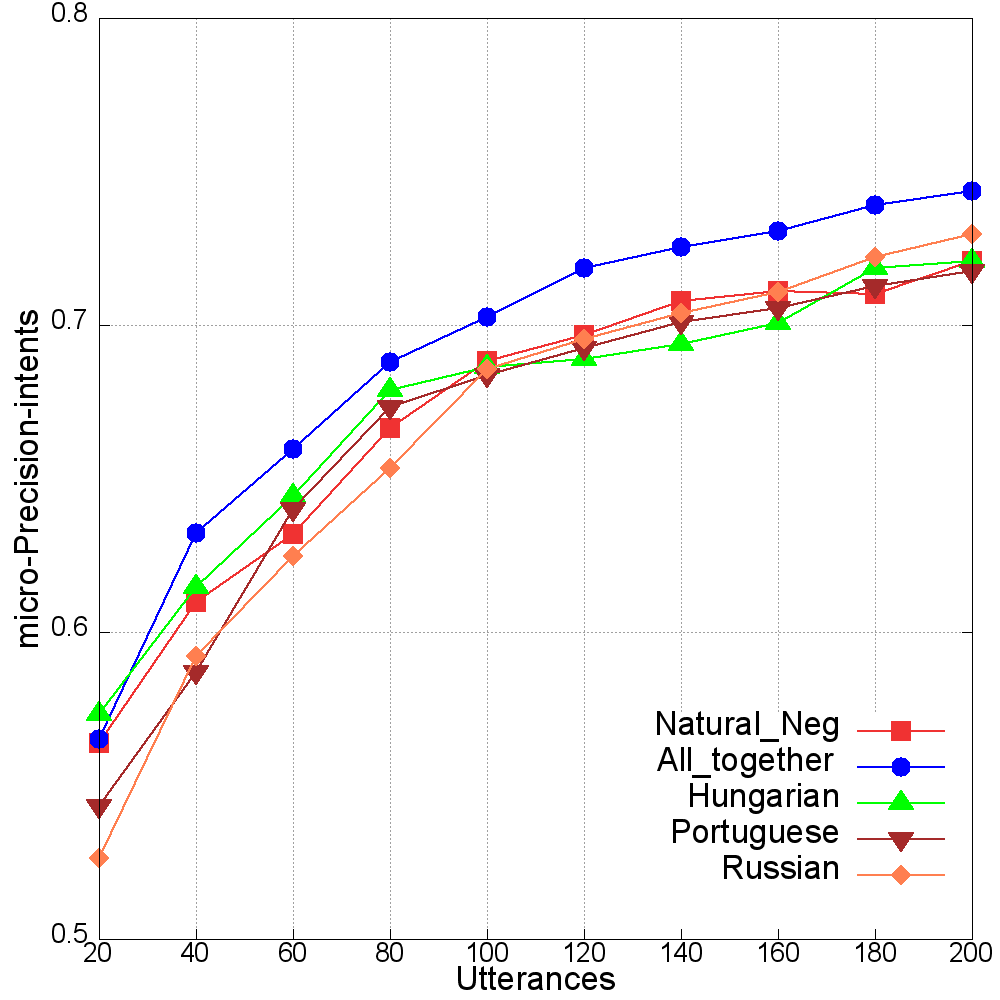 0.8
0.7
0.6
0.5
micro-Precision-intents
Natural_Neg
All_together
Hungarian
Portuguese
Russian
20 40 60 80 100 120 140 160 180 200
Utterances